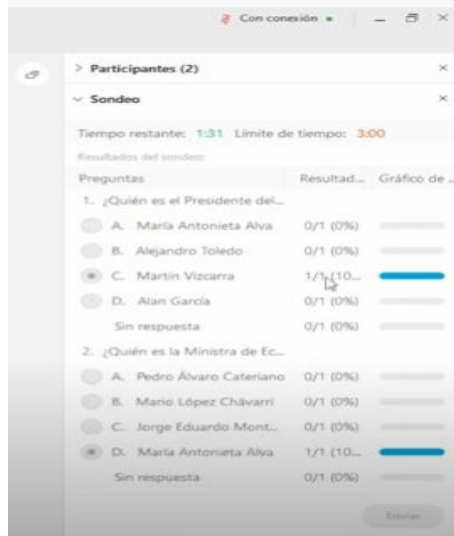 Con conexión
Participantes (2)
Sondeo
Tiempo restante: 1:31 Límite de tiempo: 3:00
Resultados del sondeo:
Preguntas Resultad... Gráfico de ...
1. ¿Quién es el Presidente del...
A. María Antonieta Alva 0/1 (0%)
B. Alejandro Toledo 0/1 (0%)
C. Martín Vizcarra 1/1 (10...
D. Alan García 0/1 (0%)
Sin respuesta 0/1 (0%)
2. ¿Quién es la Ministra de Ec...
A. Pedro Álvaro Cateriano 0/1 (0%)
B. Mario López Chávarri 0/1 (0%)
C. Jorge Eduardo Mont... 0/1 (0%)
D. María Antonieta Alva 1/1 (10...
Sin respuesta 0/1 (0%)
Enviar